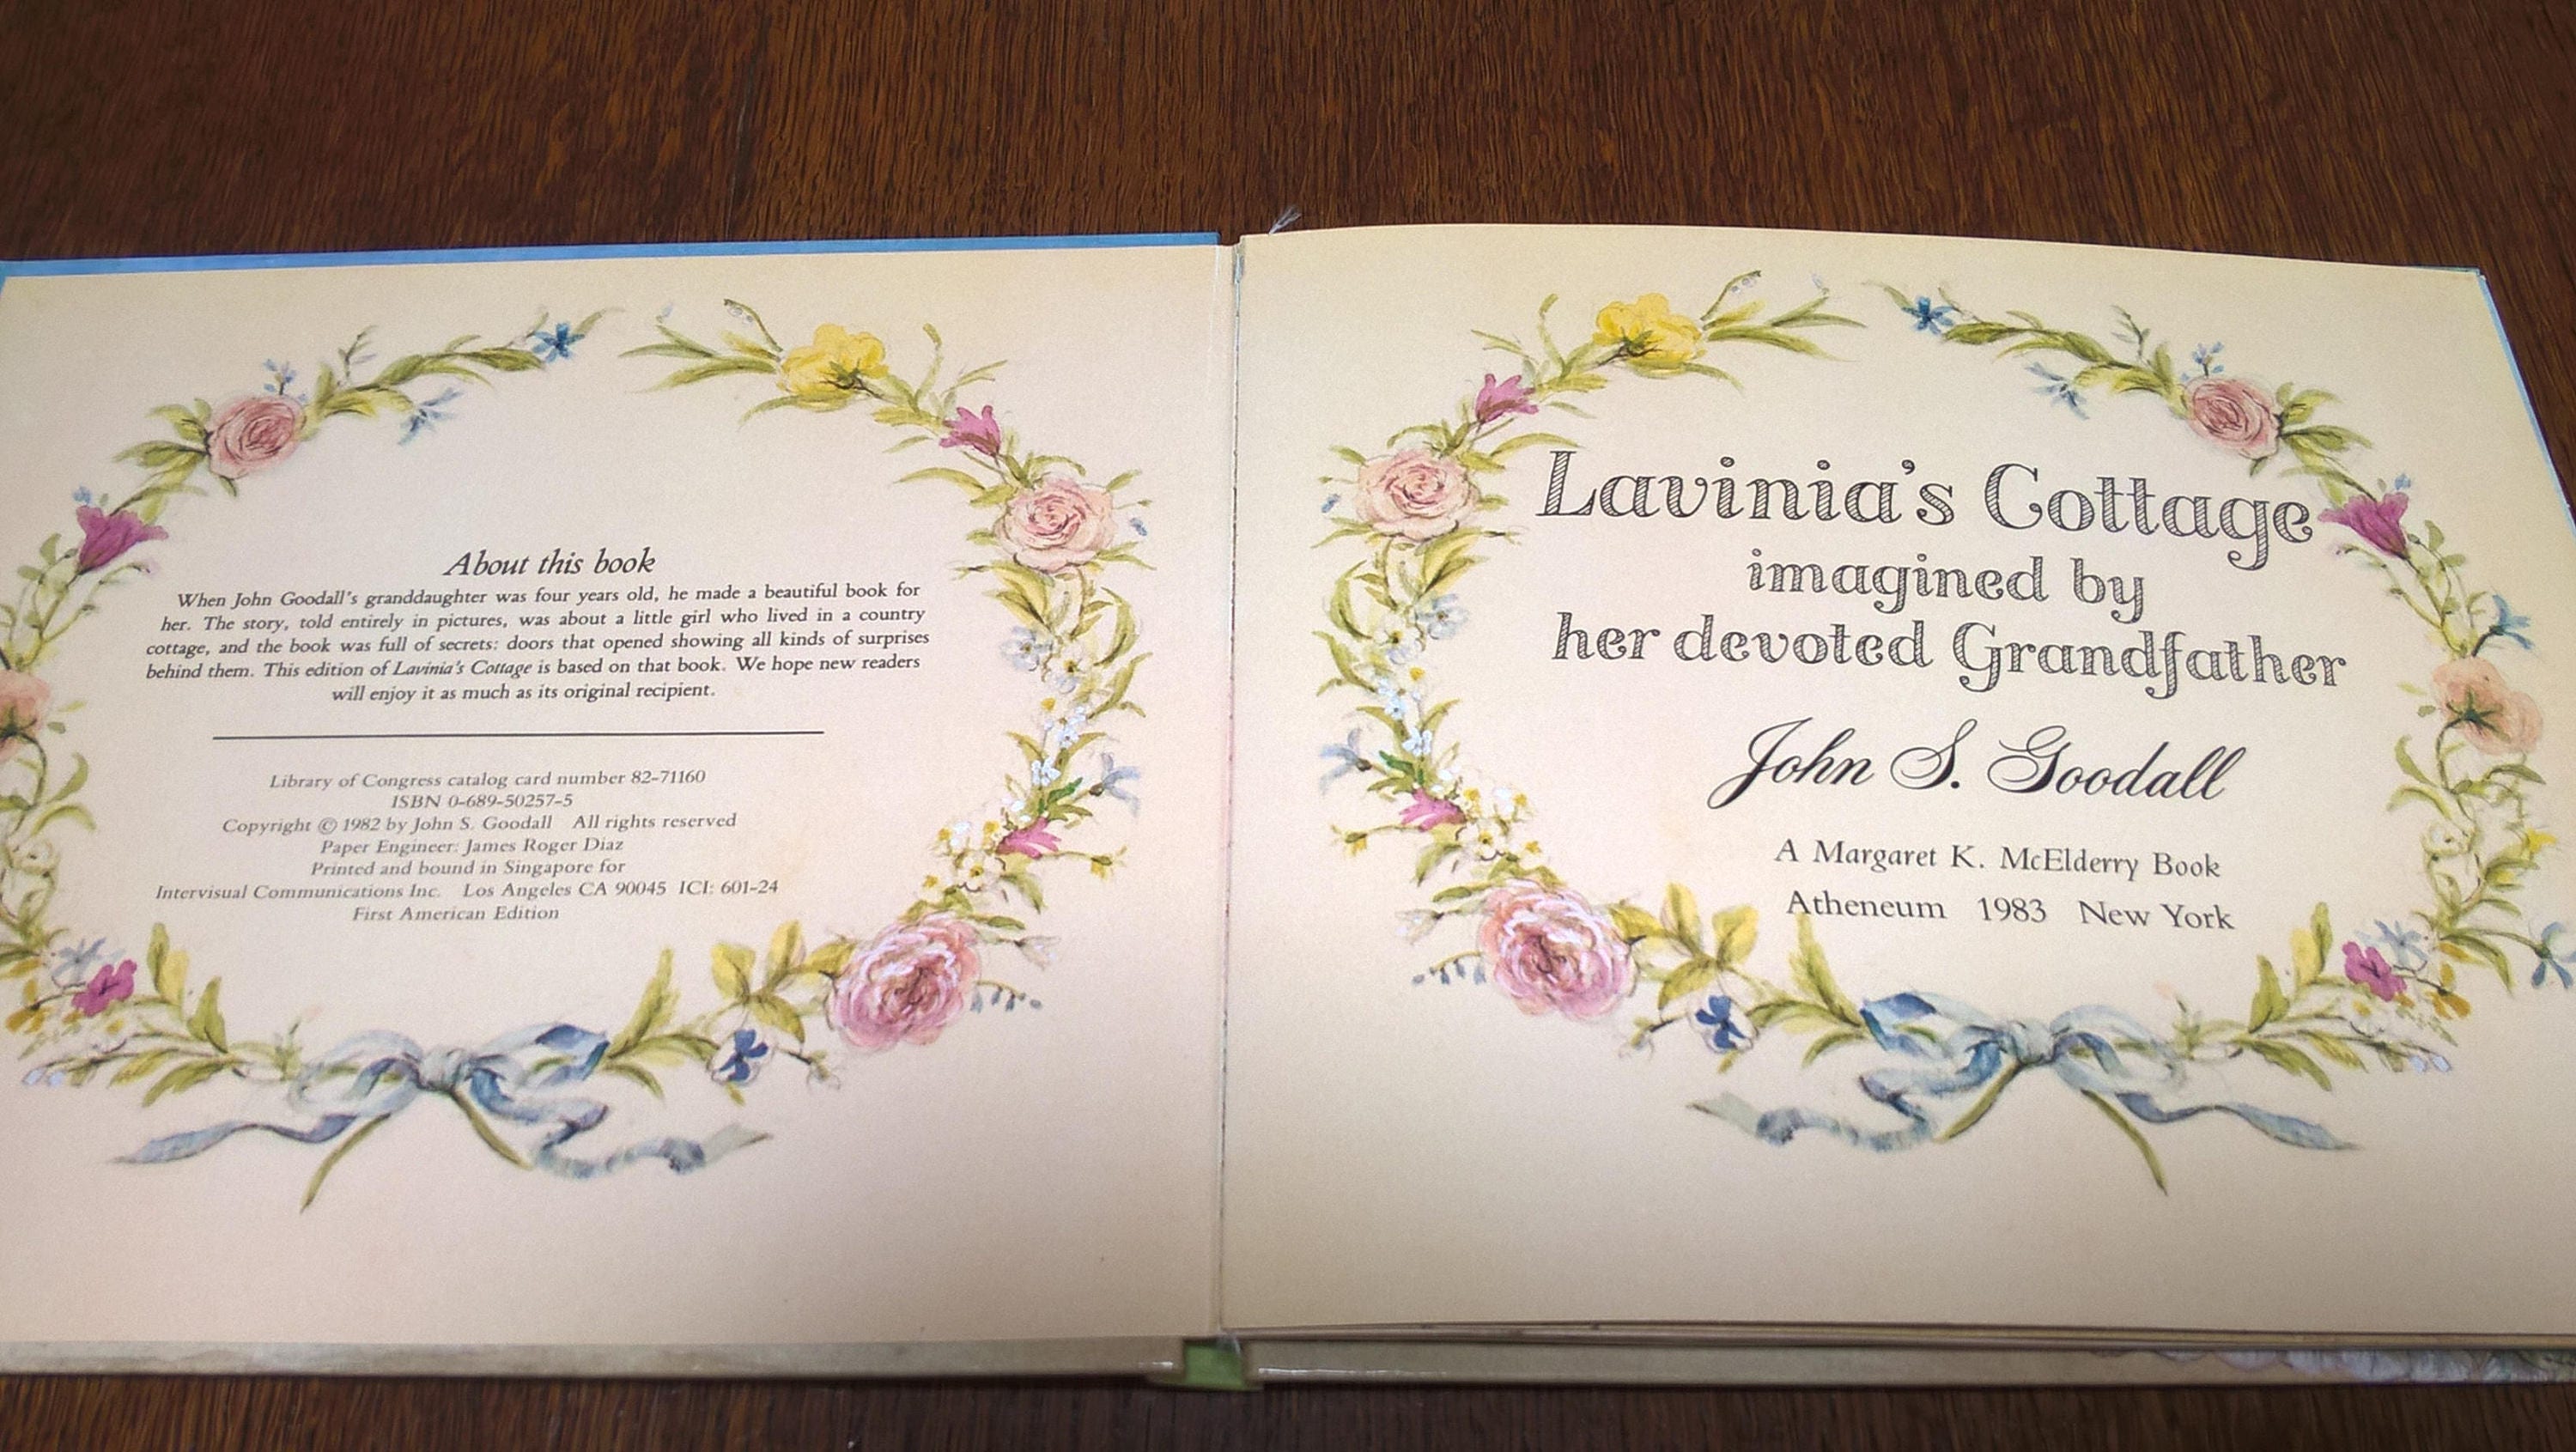 About this book
When John Goodall's granddaughter was four years old, he made a beautiful book for
her. The story, told entirely in pictures, was about a little girl who lived in a country
cottage, and the book was full of secrets: doors that opened showing all kinds of surprises
behind them. This edition of Lavinia's Cottage is based on that book. We hope new readers
will enjoy it as much as its original recipient.
Library of Congress catalog card number 82-71160
ISBN 0-689-50257-5
Copyright © 1982 by John S. Goodall All rights reserved
Paper Engineer: James Roger Diaz
Printed and bound in Singapore for
Intervisual Communications Inc. Los Angeles CA 90045 ICI: 601-24
First American Edition
Lavinia's Cottage
imagined by
her devoted Grandfather
John S. Goodall
A Margaret K. McElderry Book
Atheneum 1983 New York